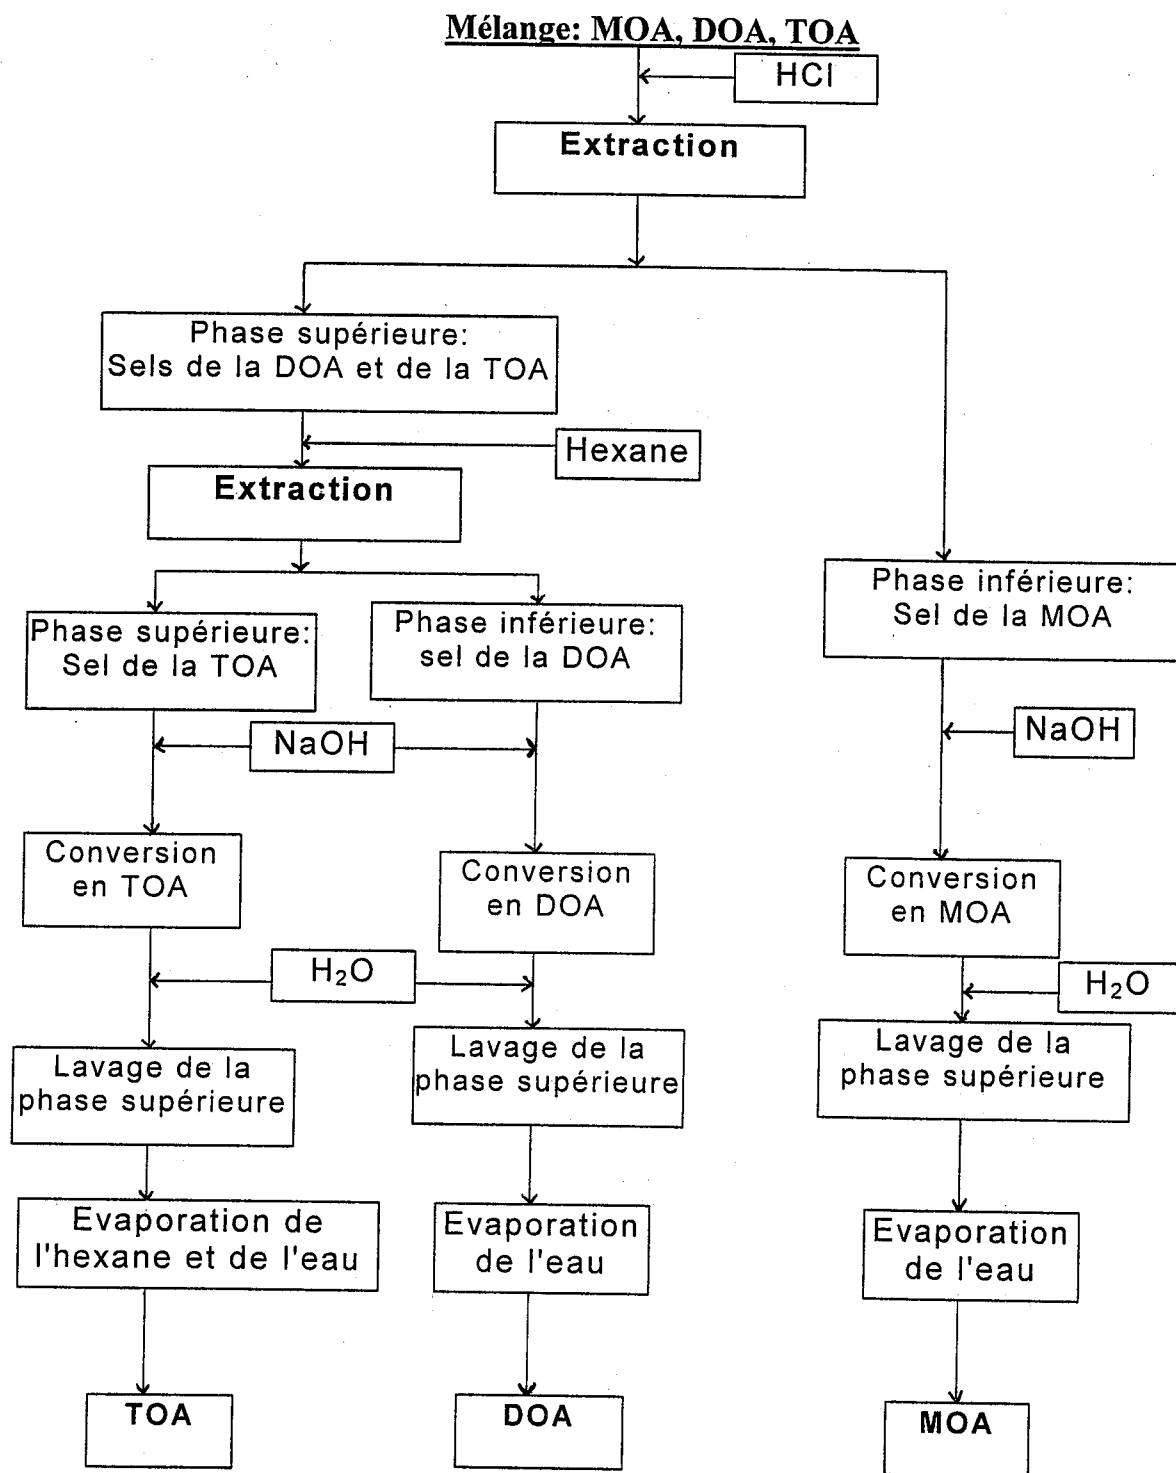 Mélange: MOA, DOA, TOA
HCl
Extraction
Phase supérieure:
Sels de la DOA et de la TOA
Hexane
Extraction
Phase supérieure:
Sel de la TOA
Phase inférieure:
sel de la DOA
Phase inférieure:
Sel de la MOA
NaOH
NaOH
Conversion
en TOA
Conversion
en DOA
Conversion
en MOA
H₂O
H₂O
Lavage de la
phase supérieure
Lavage de la
phase supérieure
Lavage de la
phase supérieure
Evaporation de
l'hexane et de l'eau
Evaporation
de l'eau
Evaporation
de l'eau
TOA
DOA
MOA